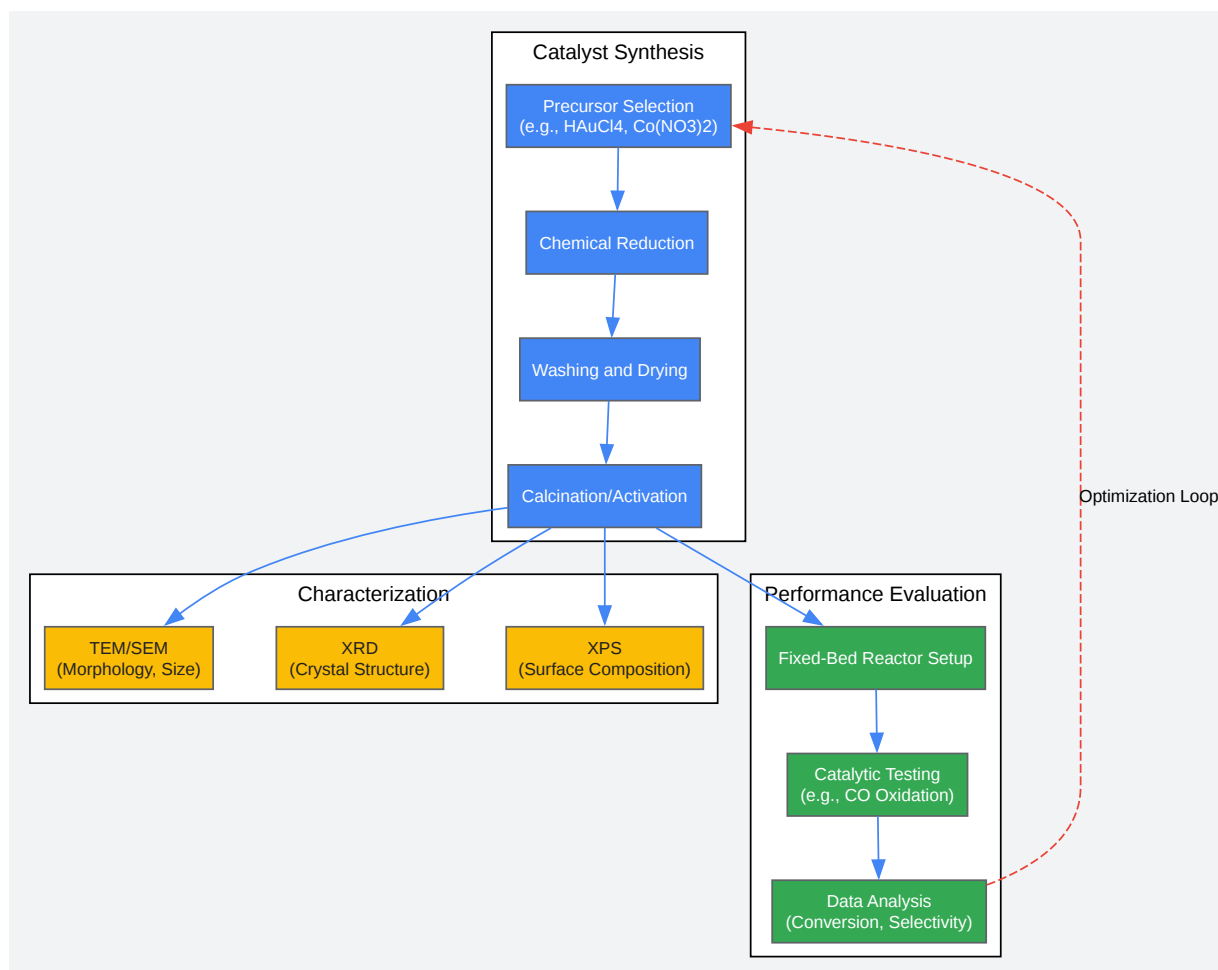 Catalyst Synthesis
Precursor Selection
(e.g., HAuCl4, Co(NO3)2)
Chemical Reduction
Washing and Drying
Calcination/Activation
Optimization Loop
Characterization
TEM/SEM
(Morphology, Size)
XRD
(Crystal Structure)
XPS
(Surface Composition)
Performance Evaluation
Fixed-Bed Reactor Setup
Catalytic Testing
(e.g., CO Oxidation)
Data Analysis
(Conversion, Selectivity)